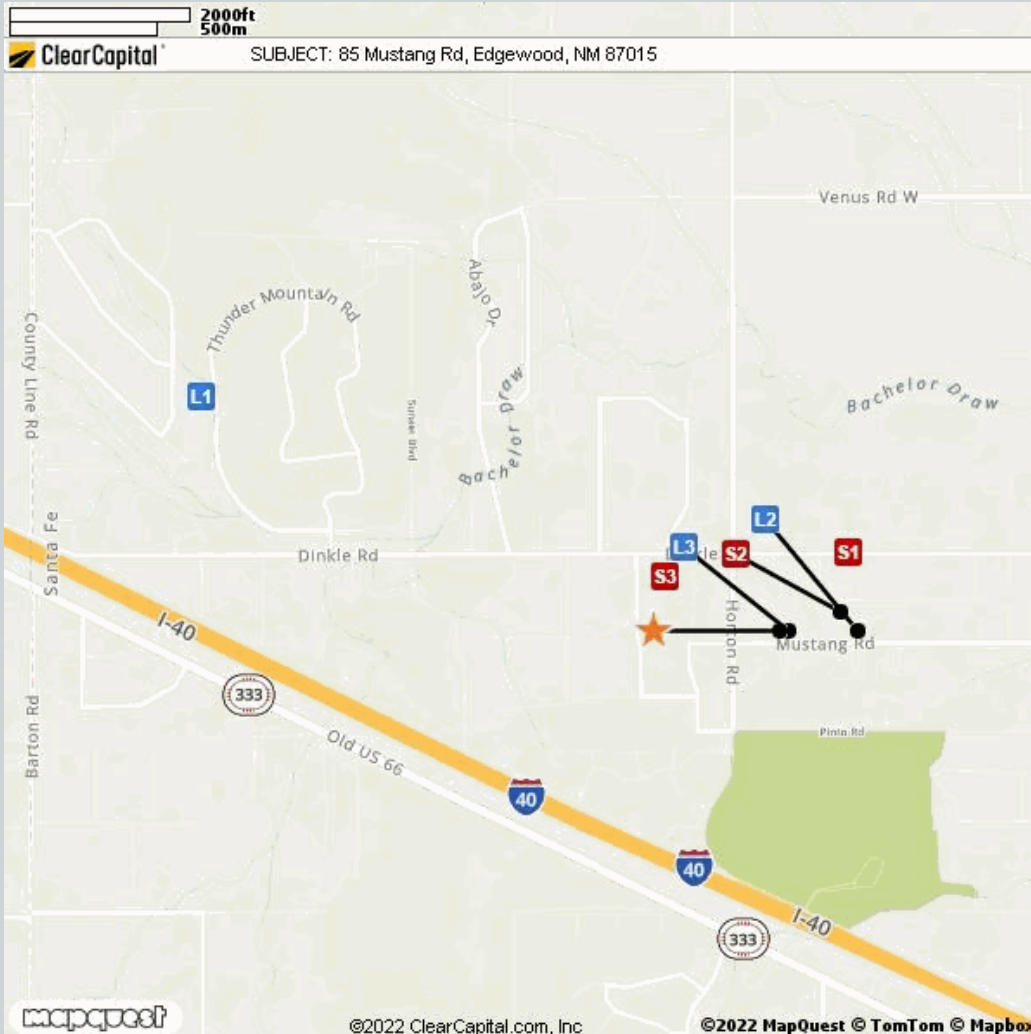 2000ft
500m
ClearCapital
SUBJECT: 85 Mustang Rd, Edgewood, NM 87015
Venus Rd W
Abajo Dr
Thunder Mountain Rd
County Line Rd
Bachelor Draw
L1
Sunset Blvd
Bachelor Draw
Santa Fe
L2
Dinkle Rd
L3
S2
S1
S3
I-40
Horton Rd
Mustang Rd
333
Barton Rd
Old US 66
Pinto Rd
40
40
I-40
333
mapquest
©2022 ClearCapital.com, Inc
©2022 MapQuest © TomTom © Mapbox